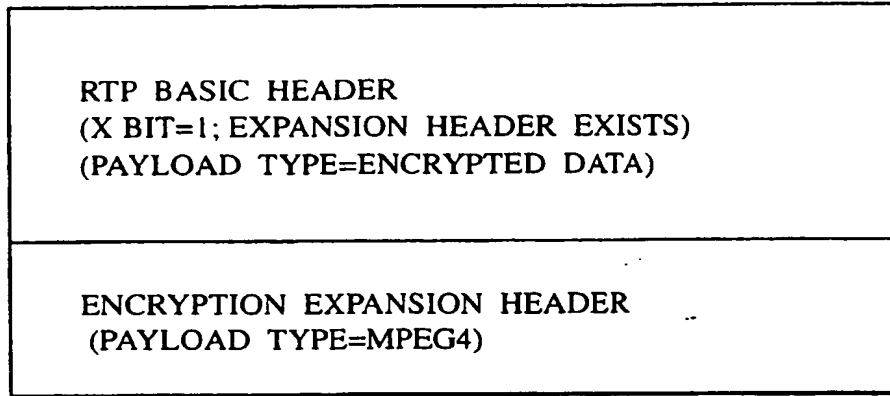 RTP BASIC HEADER
(X BIT=1; EXPANSION HEADER EXISTS)
(PAYLOAD TYPE=ENCRYPTED DATA)
ENCRYPTION EXPANSION HEADER
(PAYLOAD TYPE=MPEG4)